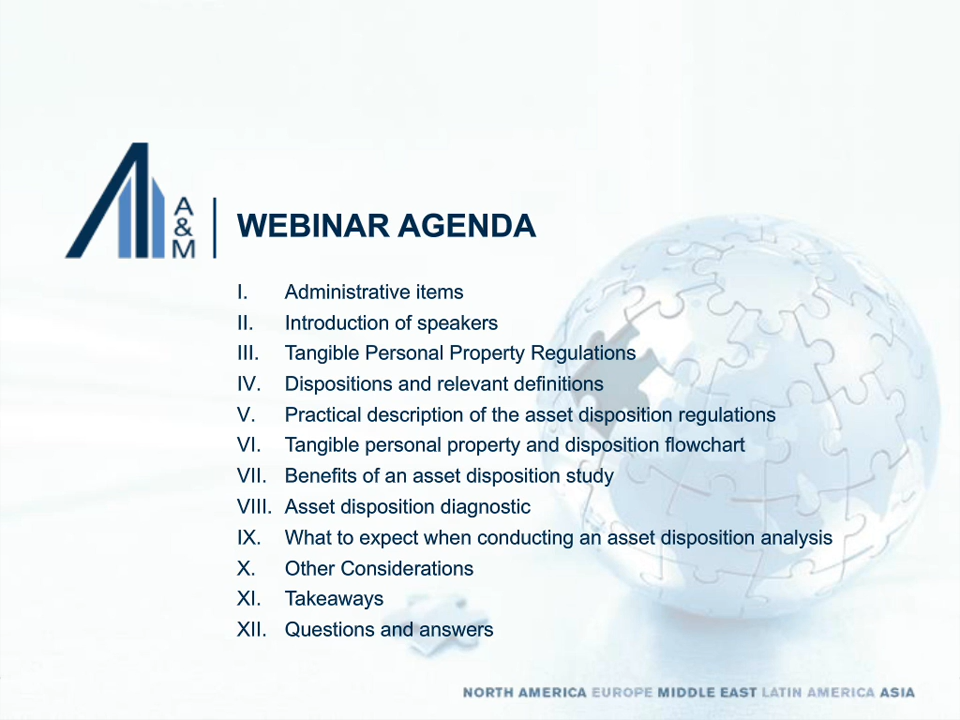 A
&
M
WEBINAR AGENDA
I. Administrative items
II. Introduction of speakers
III. Tangible Personal Property Regulations
IV. Dispositions and relevant definitions
V. Practical description of the asset disposition regulations
VI. Tangible personal property and disposition flowchart
VII. Benefits of an asset disposition study
VIII. Asset disposition diagnostic
IX. What to expect when conducting an asset disposition analysis
X. Other Considerations
XI. Takeaways
XII. Questions and answers
NORTH AMERICA EUROPE MIDDLE EAST LATIN AMERICA ASIA